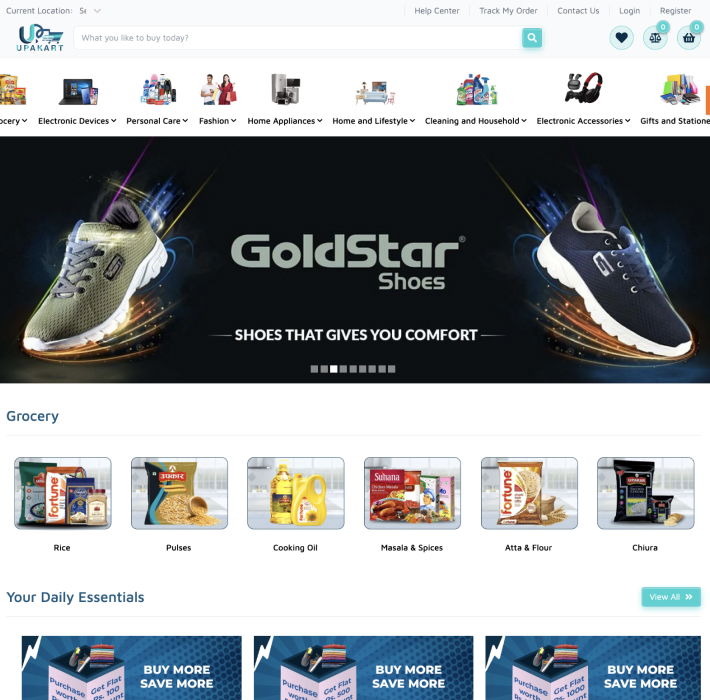 Current Location:
Help Center
Track My Order
Contact Us
Login
Register
UPAKART
What you like to buy today?
0
0
Electronic Devices
Personal Care
Fashion
Home Appliances
Home and Lifestyle
Cleaning and Household
Electronic Accessories
Gifts and Statione
GoldStar®
Shoes
SHOES THAT GIVES YOU COMFORT
Grocery
fortune
उपकार
Suhana
fortune
Rice
Pulses
Cooking Oil
Masala & Spices
Atta & Flour
Chiura
Your Daily Essentials
View All
BUY MORE
SAVE MORE
Purchase
worth
Get Flat
Rs. 100
BUY MORE
SAVE MORE
Purchase
worth
Get Flat
Rs. 500
BUY MORE
SAVE MORE
Purchase
worth
Get Flat
Rs. 1000